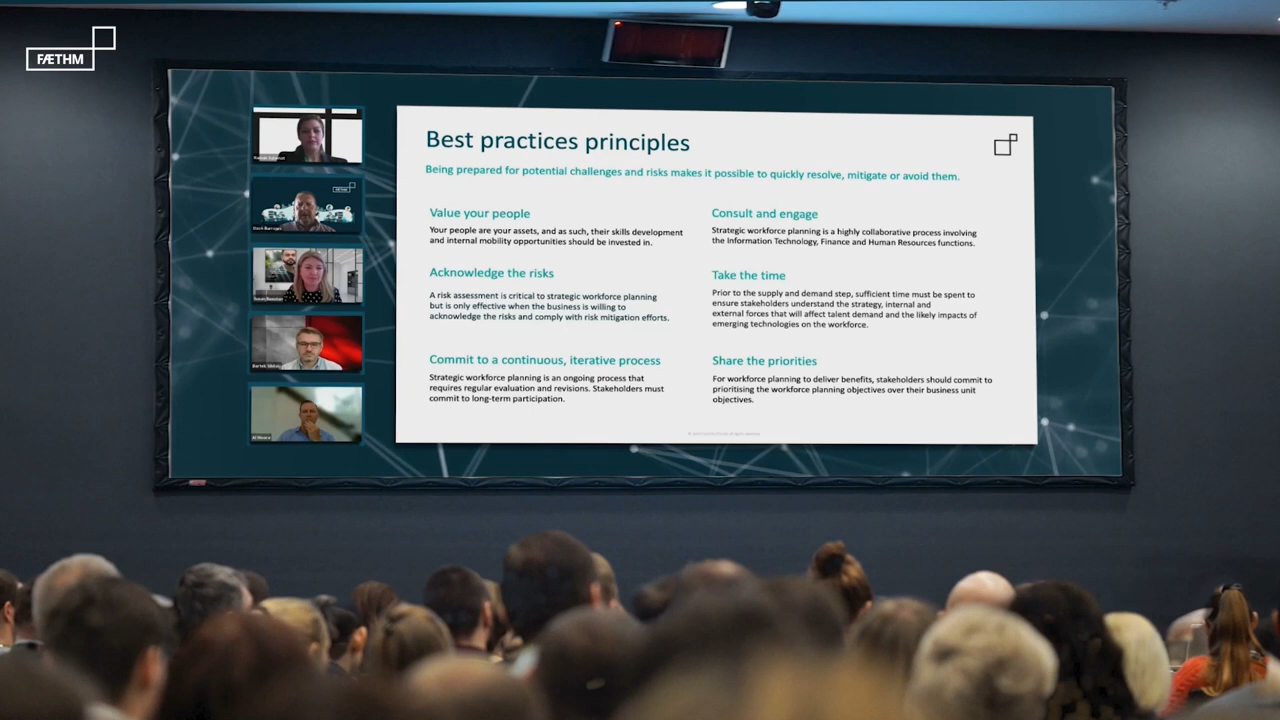 FÆTHM
Best practices principles
Being prepared for potential challenges and risks makes it possible to quickly resolve, mitigate or avoid them.
Value your people
Your people are your assets, and as such, their skills development
and internal mobility opportunities should be invested in.
Acknowledge the risks
A risk assessment is critical to strategic workforce planning
but is only effective when the business is willing to
acknowledge the risks and comply with risk mitigation efforts.
Commit to a continuous, iterative process
Strategic workforce planning is an ongoing process that
requires regular evaluation and revisions. Stakeholders must
commit to long-term participation.
Consult and engage
Strategic workforce planning is a highly collaborative process involving
the Information Technology, Finance and Human Resources functions.
Take the time
Prior to the supply and demand step, sufficient time must be spent to
ensure stakeholders understand the strategy, internal and
external forces that will affect talent demand and the likely impacts of
emerging technologies on the workforce.
Share the priorities
For workforce planning to deliver benefits, stakeholders should commit to
prioritising the workforce planning objectives over their business unit
objectives.